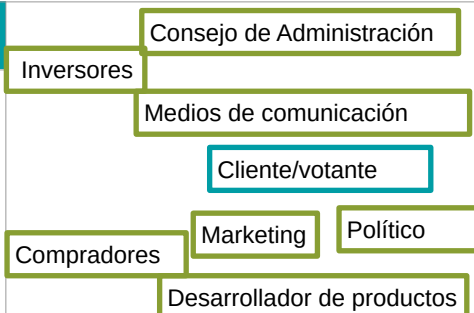 Consejo de Administración
Inversores
Medios de comunicación
Cliente/votante
Marketing
Político
Compradores
Desarrollador de productos